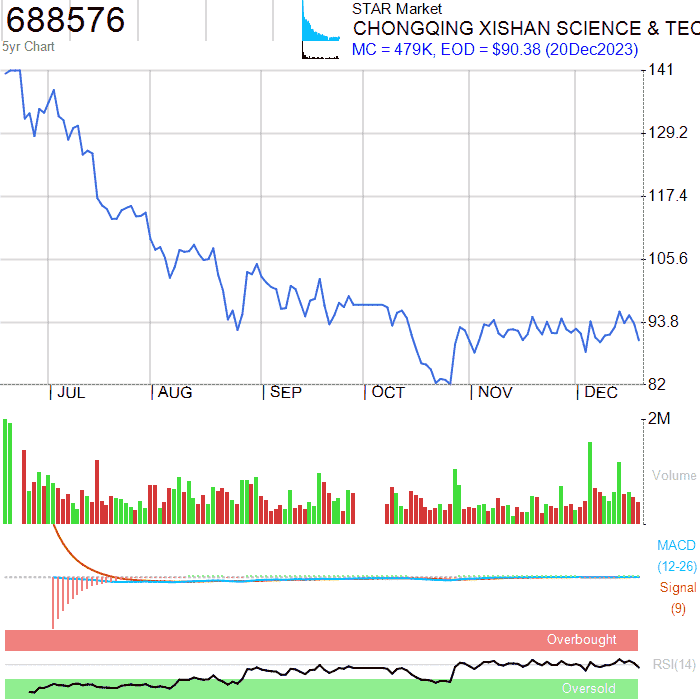 688576
5yr Chart
STAR Market
CHONGQING XISHAN SCIENCE & TEC
MC = 479K, EOD = $90.38 (20Dec2023)
141
129.2
117.4
105.6
93.8
82
JUL AUG SEP OCT NOV DEC
2M
Volume
MACD
(12-26)
Signal
(9)
Overbought
RSI(14)
Oversold